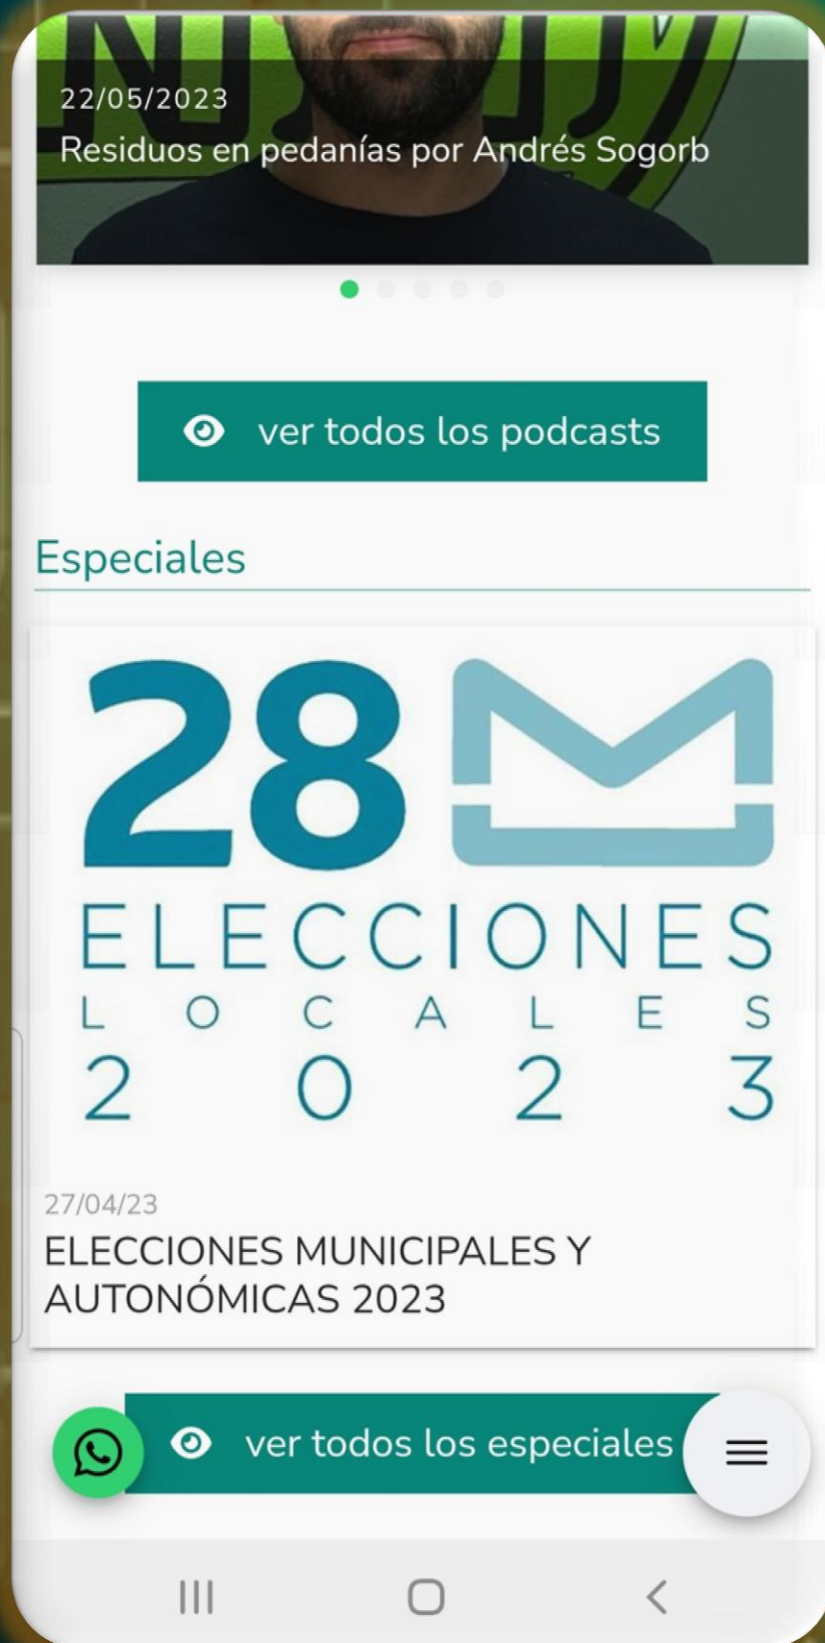 22/05/2023
Residuos en pedanías por Andrés Sogorb
ver todos los podcasts
Especiales
28M
ELECCIONES
LOCALES
2023
27/04/23
ELECCIONES MUNICIPALES Y
AUTONÓMICAS 2023
ver todos los especiales